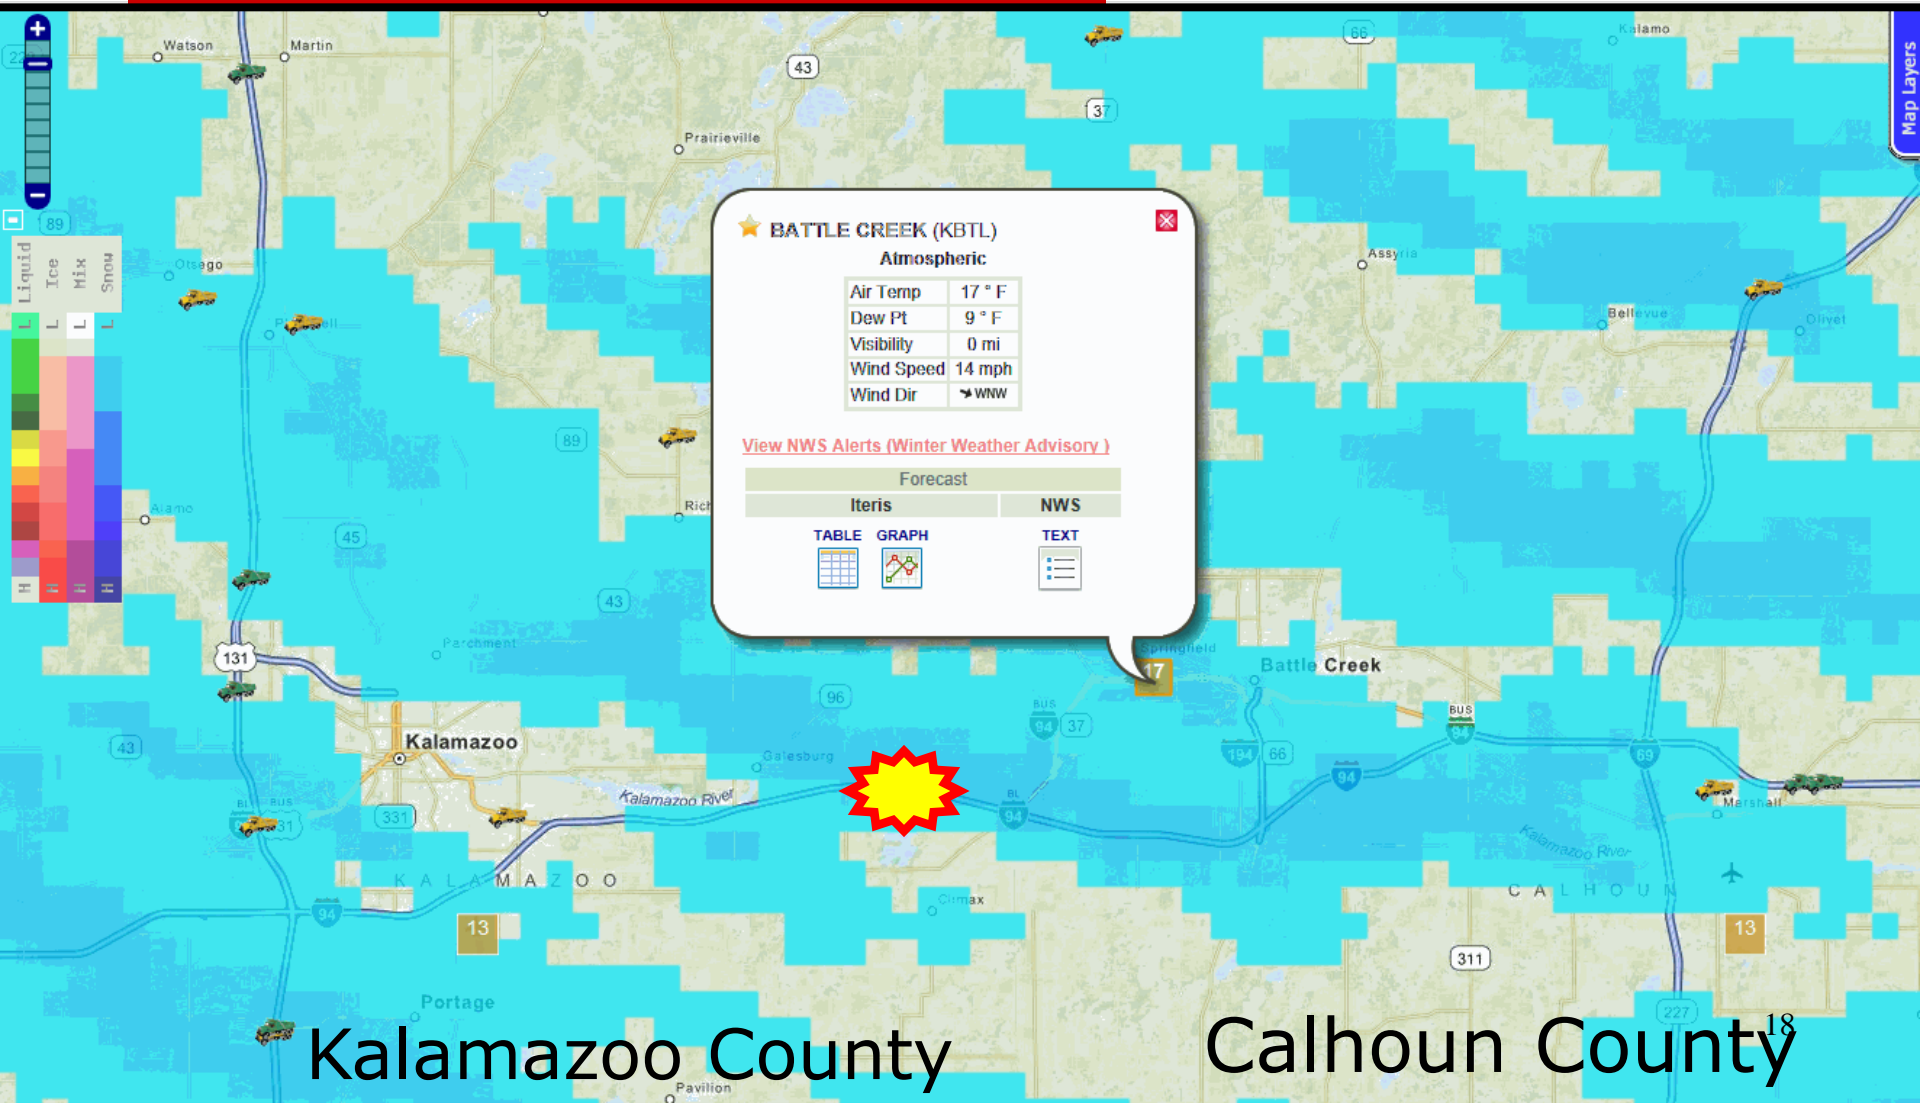 Watson
Martin
43
66
Kalamo
Map Layers
37
Prairieville
89
Otsego
Liquid
Ice
Mix
Snow
L
L
L
L
H
H
H
H
BATTLE CREEK (KBTL)
Atmospheric
Air Temp 17 ° F
Dew Pt 9 ° F
Visibility 0 mi
Wind Speed 14 mph
Wind Dir WNW
View NWS Alerts (Winter Weather Advisory )
Forecast
Iteris NWS
TABLE GRAPH TEXT
Assyria
Bellevue
Olivet
89
Alamo
Rich
45
43
Parchment
131
Springfield
17
Battle Creek
96
BUS
94
37
BUS
94
Kalamazoo
43
Galesburg
194
66
94
69
Kalamazoo River
BL
94
BL BUS
31
331
Marshall
Kalamazoo River
KALAMAZOO
CALHOUN
94
Climax
13
13
311
Portage
227
18
Kalamazoo County
Calhoun County
Pavilion